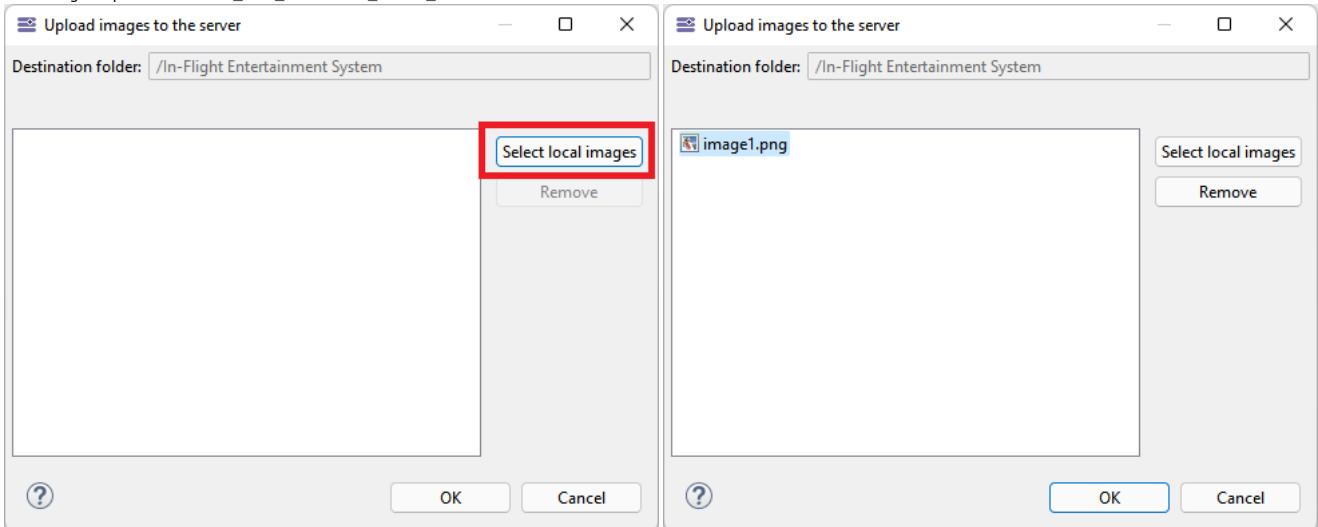 Upload images to the server
Destination folder: /In-Flight Entertainment System
Select local images
Remove
OK
Cancel
Upload images to the server
Destination folder: /In-Flight Entertainment System
image1.png
Select local images
Remove
OK
Cancel